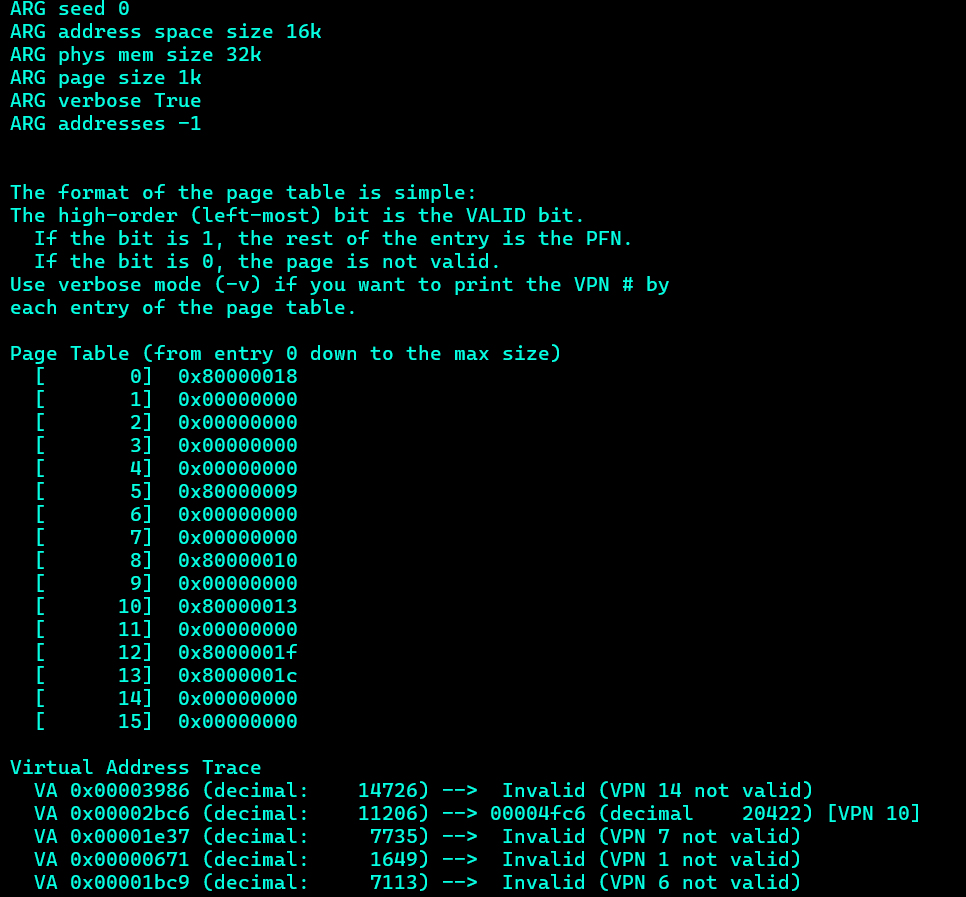 ARG seed 0
ARG address space size 16k
ARG phys mem size 32k
ARG page size 1k
ARG verbose True
ARG addresses -1
The format of the page table is simple:
The high-order (left-most) bit is the VALID bit.
  If the bit is 1, the rest of the entry is the PFN.
  If the bit is 0, the page is not valid.
Use verbose mode (-v) if you want to print the VPN # by
each entry of the page table.
Page Table (from entry 0 down to the max size)
  [       0]  0x80000018
  [       1]  0x00000000
  [       2]  0x00000000
  [       3]  0x00000000
  [       4]  0x00000000
  [       5]  0x80000009
  [       6]  0x00000000
  [       7]  0x00000000
  [       8]  0x80000010
  [       9]  0x00000000
  [      10]  0x80000013
  [      11]  0x00000000
  [      12]  0x8000001f
  [      13]  0x8000001c
  [      14]  0x00000000
  [      15]  0x00000000
Virtual Address Trace
  VA 0x00003986 (decimal:    14726) -->  Invalid (VPN 14 not valid)
  VA 0x00002bc6 (decimal:    11206) --> 00004fc6 (decimal    20422) [VPN 10]
  VA 0x00001e37 (decimal:     7735) -->  Invalid (VPN 7 not valid)
  VA 0x00000671 (decimal:     1649) -->  Invalid (VPN 1 not valid)
  VA 0x00001bc9 (decimal:     7113) -->  Invalid (VPN 6 not valid)